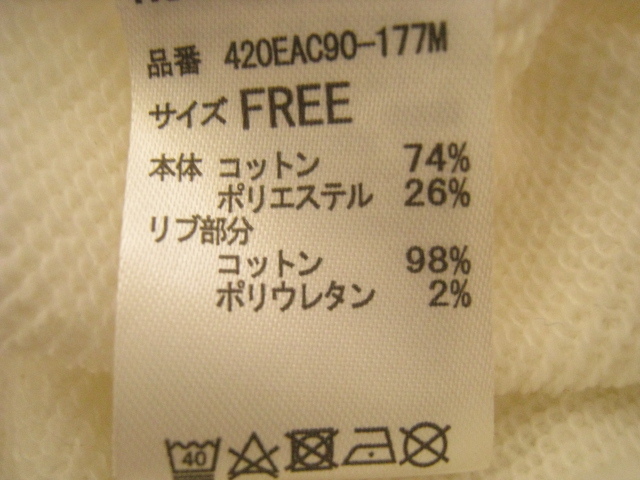 品番 420EAC90-177M
サイズ FREE
本体 コットン 74%
ポリエステル 26%
リブ部分
コットン 98%
ポリウレタン 2%
40